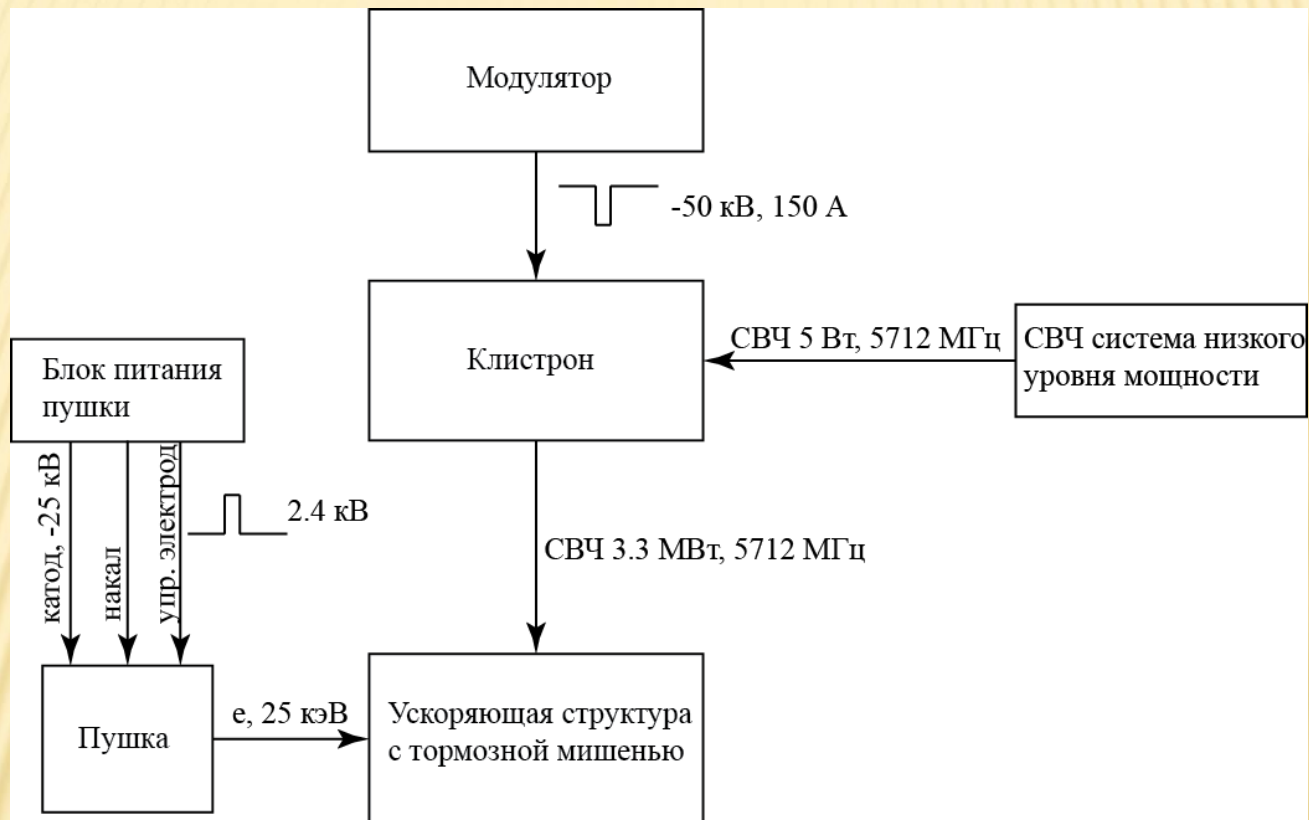 Модулятор
-50 кВ, 150 А
Клистрон
СВЧ 5 Вт, 5712 МГц
СВЧ система низкого
уровня мощности
Блок питания
пушки
катод, -25 кВ
накал
упр. электрод
2.4 кВ
СВЧ 3.3 МВт, 5712 МГц
Пушка
е, 25 кэВ
Ускоряющая структура
с тормозной мишенью